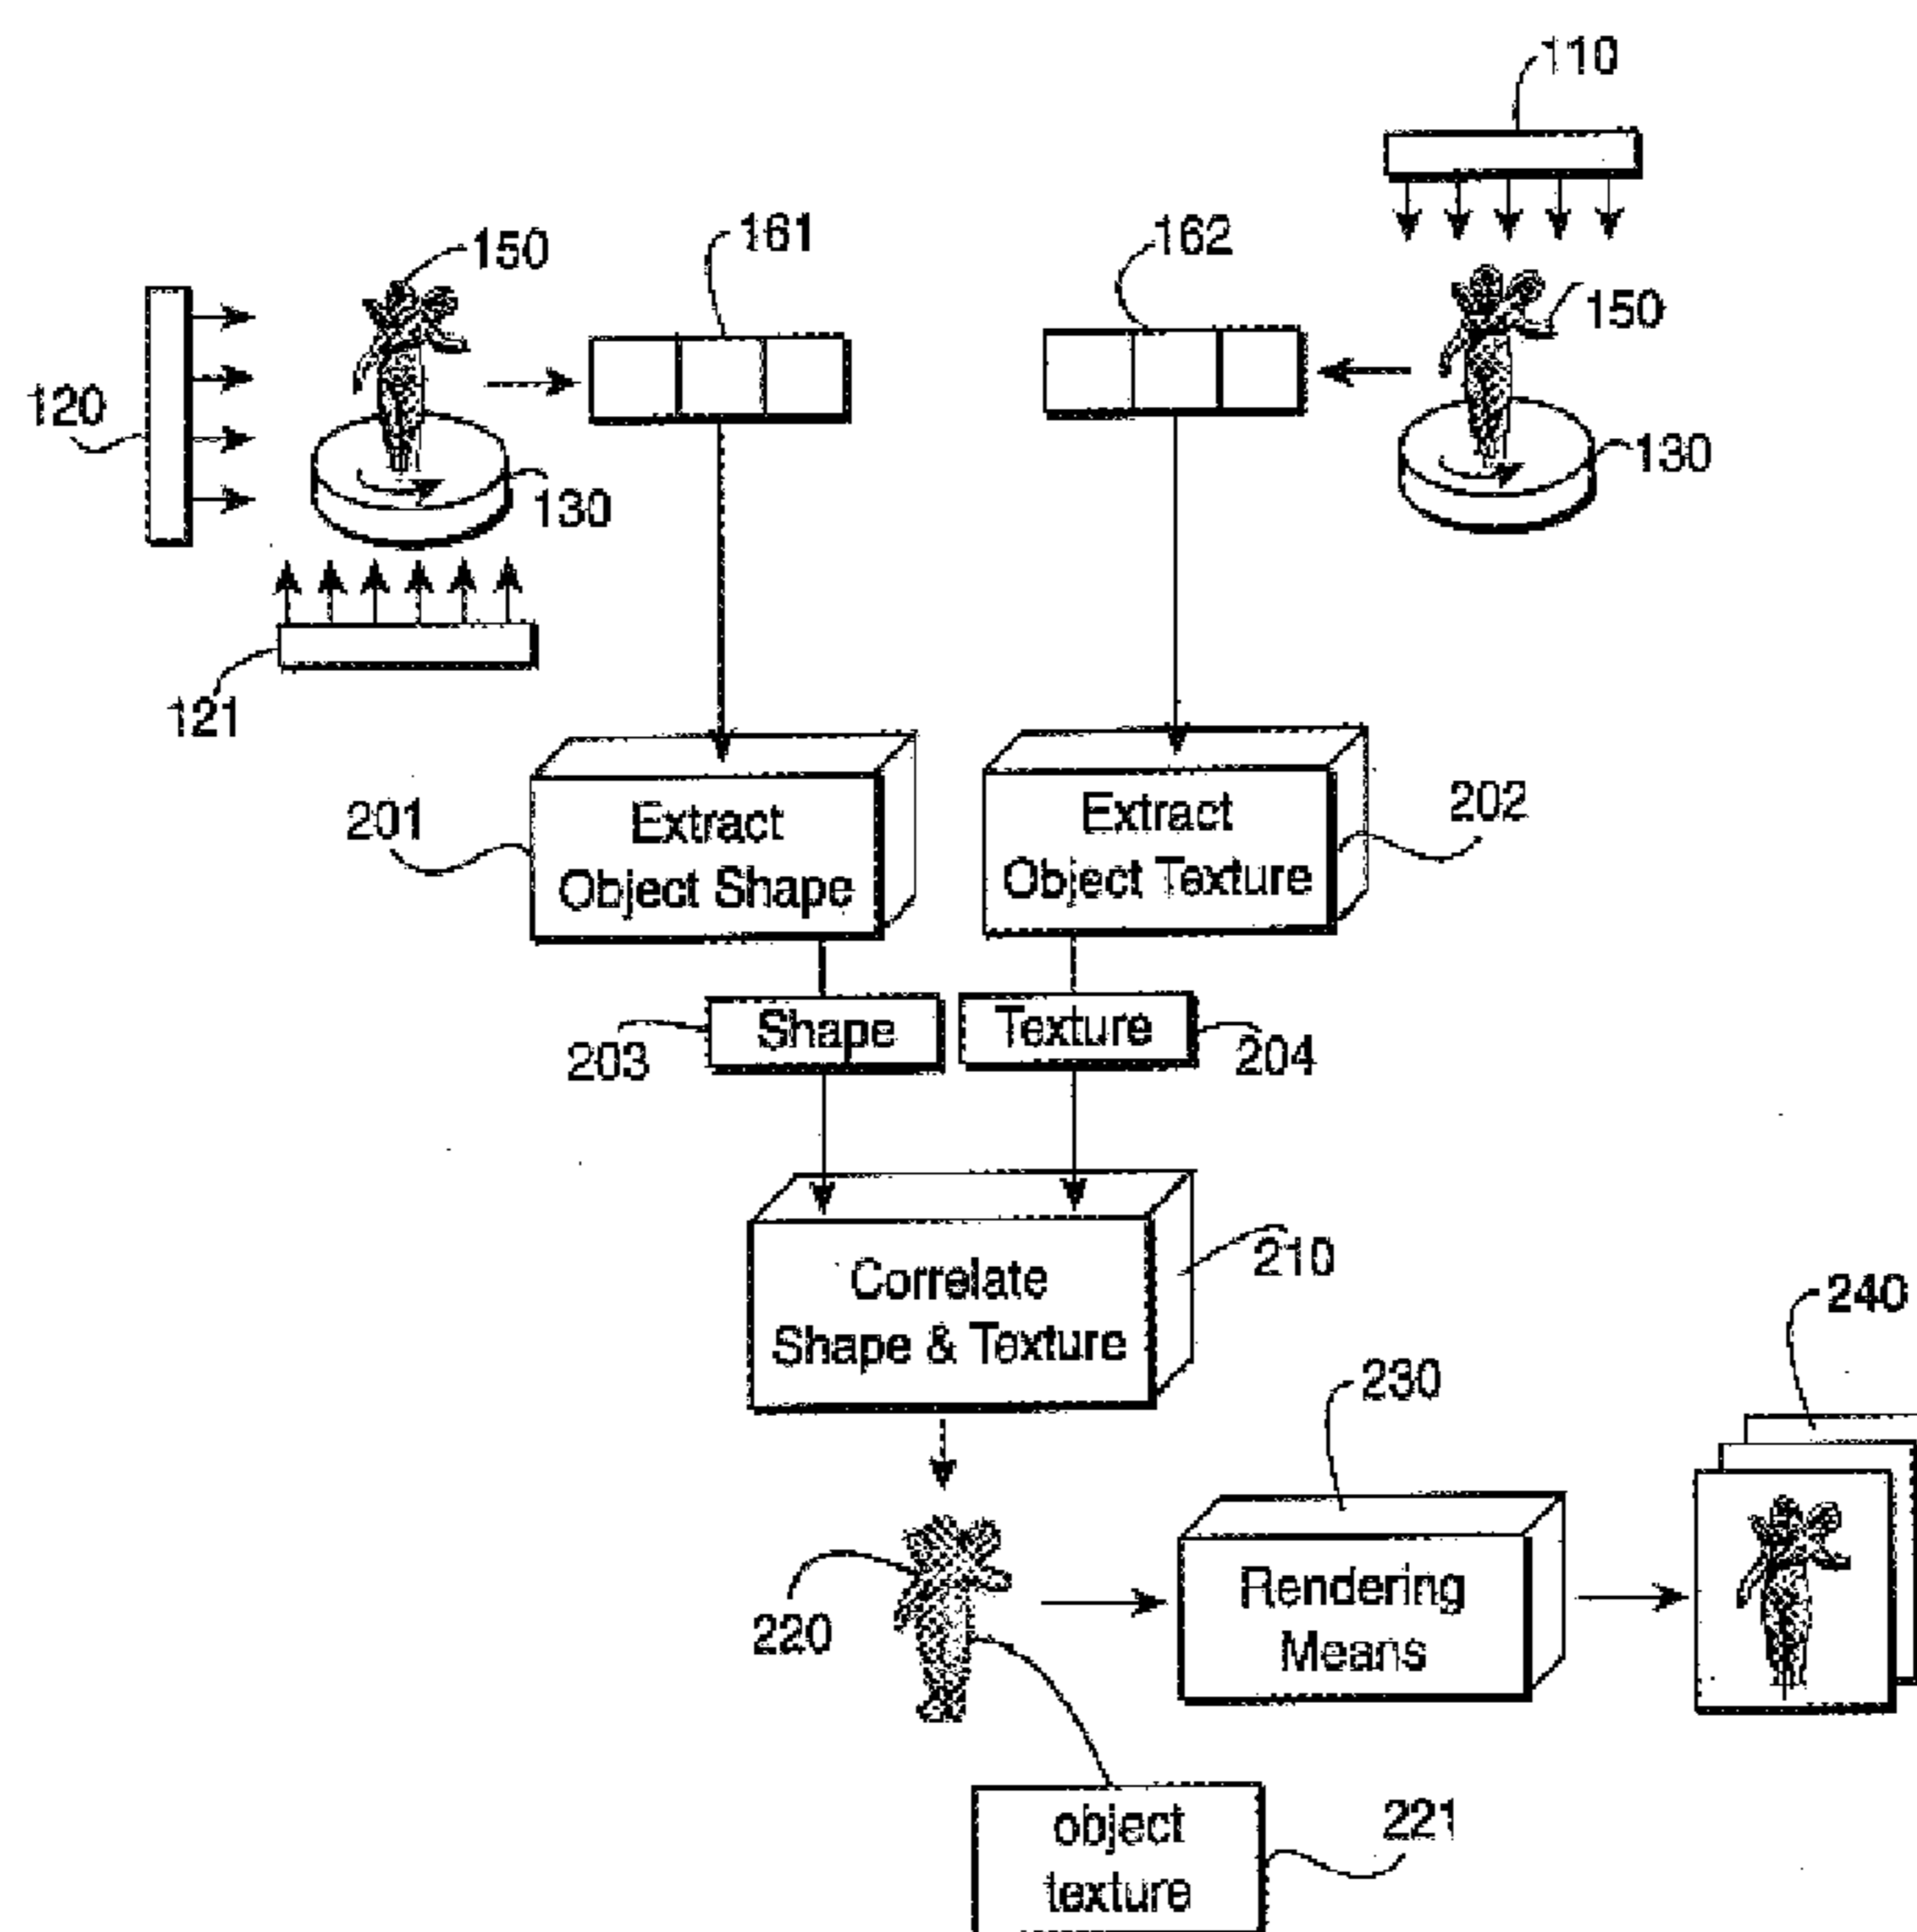 110
150
161
162
150
120
130
130
121
201
Extract
Object Shape
Extract
Object Texture
202
203
Shape
Texture
204
Correlate
Shape & Texture
210
240
230
220
Rendering
Means
object
texture
221